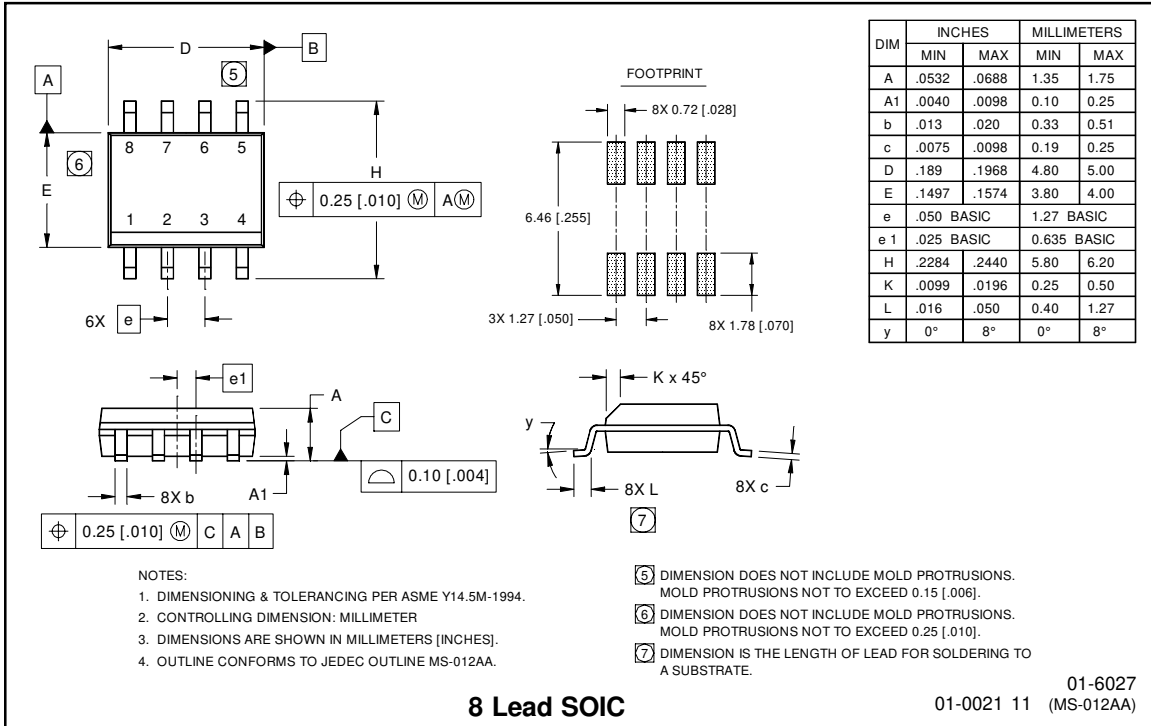 D
B
A
5
8 7 6 5
6
E
H
0.25 [.010] M A M
1 2 3 4
6X e
FOOTPRINT
8X 0.72 [.028]
6.46 [.255]
3X 1.27 [.050]
8X 1.78 [.070]
DIM INCHES MILLIMETERS
MIN MAX MIN MAX
A .0532 .0688 1.35 1.75
A1 .0040 .0098 0.10 0.25
b .013 .020 0.33 0.51
c .0075 .0098 0.19 0.25
D .189 .1968 4.80 5.00
E .1497 .1574 3.80 4.00
e .050 BASIC 1.27 BASIC
e 1 .025 BASIC 0.635 BASIC
H .2284 .2440 5.80 6.20
K .0099 .0196 0.25 0.50
L .016 .050 0.40 1.27
y 0° 8° 0° 8°
e1
A
C
0.10 [.004]
8X b
A1
0.25 [.010] M C A B
K x 45°
y
8X L
8X c
7
NOTES:
1. DIMENSIONING & TOLERANCING PER ASME Y14.5M-1994.
2. CONTROLLING DIMENSION: MILLIMETER
3. DIMENSIONS ARE SHOWN IN MILLIMETERS [INCHES].
4. OUTLINE CONFORMS TO JEDEC OUTLINE MS-012AA.
5 DIMENSION DOES NOT INCLUDE MOLD PROTRUSIONS.
MOLD PROTRUSIONS NOT TO EXCEED 0.15 [.006].
6 DIMENSION DOES NOT INCLUDE MOLD PROTRUSIONS.
MOLD PROTRUSIONS NOT TO EXCEED 0.25 [.010].
7 DIMENSION IS THE LENGTH OF LEAD FOR SOLDERING TO
A SUBSTRATE.
8 Lead SOIC
01-6027
01-0021 11 (MS-012AA)